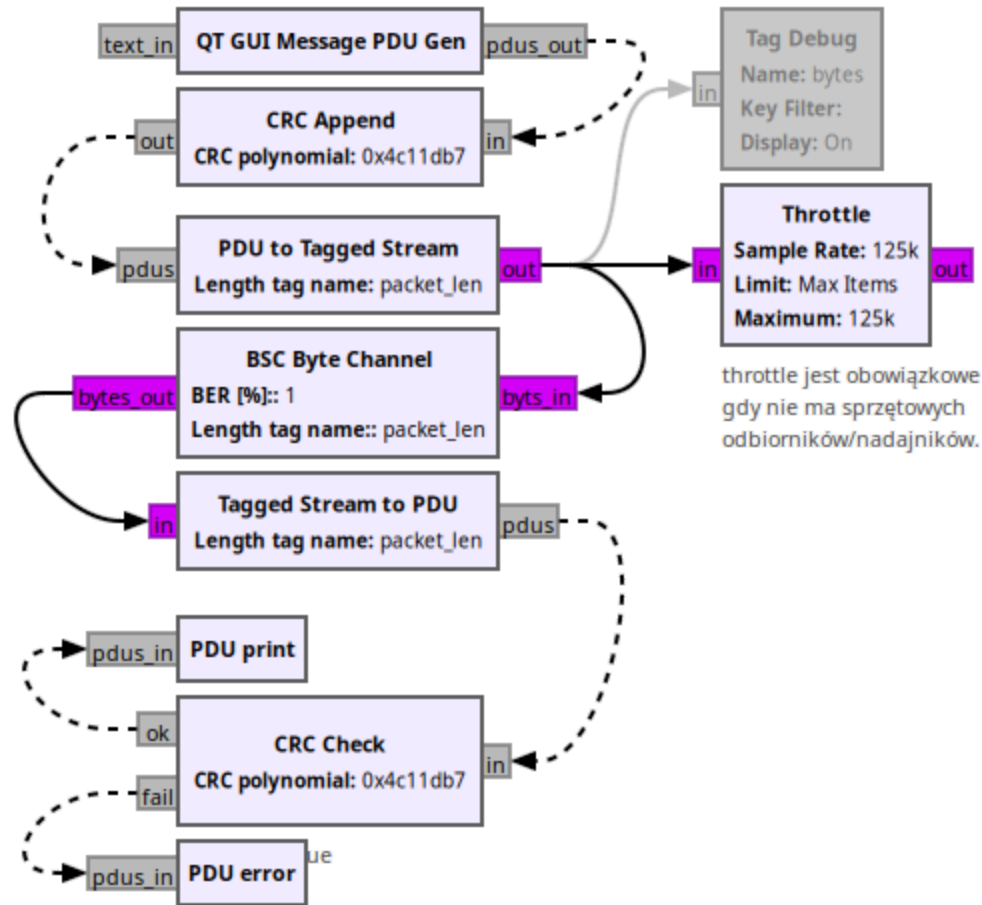 text_in
QT GUI Message PDU Gen
pdus_out
Tag Debug
Name: bytes
Key Filter:
Display: On
in
out
CRC Append
CRC polynomial: 0x4c11db7
in
pdus
PDU to Tagged Stream
Length tag name: packet_len
out
in
Throttle
Sample Rate: 125k
Limit: Max Items
Maximum: 125k
out
throttle jest obowiązkowe
gdy nie ma sprzętowych
odbiorników/nadajników.
bytes_out
BSC Byte Channel
BER [%]:: 1
Length tag name:: packet_len
byts_in
in
Tagged Stream to PDU
Length tag name: packet_len
pdus
pdus_in
PDU print
ok
fail
CRC Check
CRC polynomial: 0x4c11db7
in
pdus_in
PDU error
ue